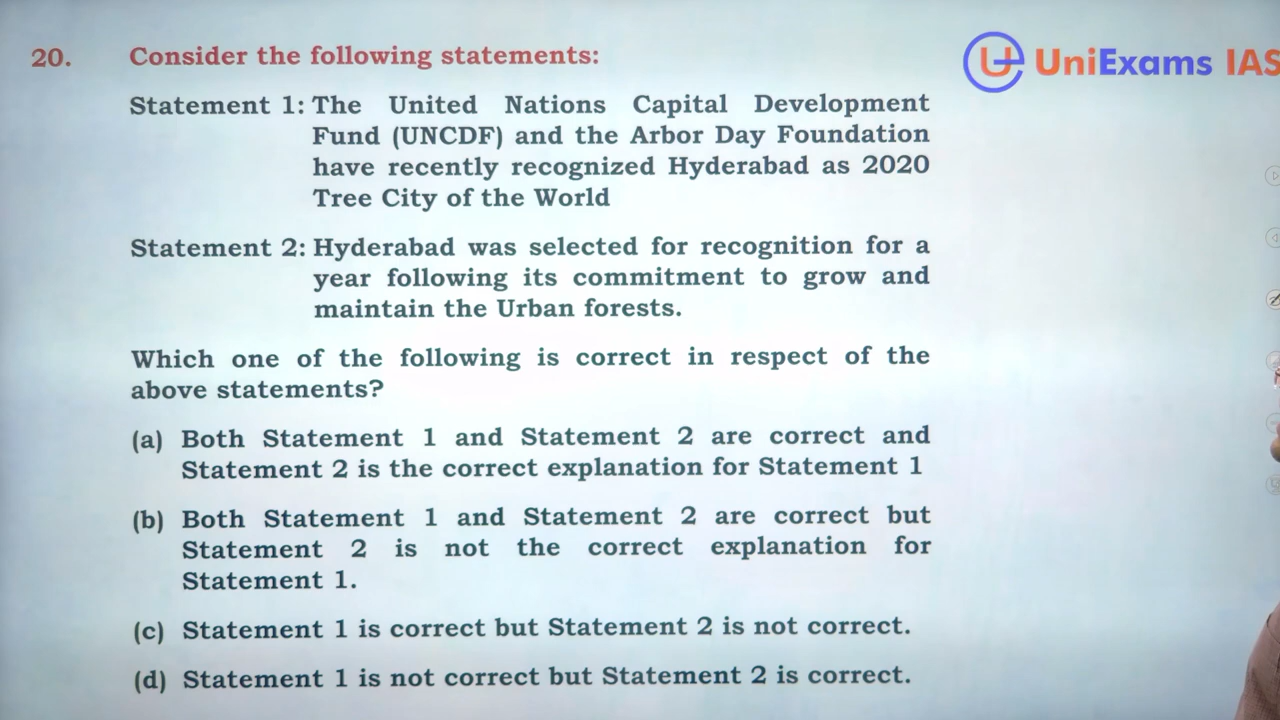 UniExams IAS
20. Consider the following statements:
Statement 1: The United Nations Capital Development
Fund (UNCDF) and the Arbor Day Foundation
have recently recognized Hyderabad as 2020
Tree City of the World
Statement 2: Hyderabad was selected for recognition for a
year following its commitment to grow and
maintain the Urban forests.
Which one of the following is correct in respect of the
above statements?
(a) Both Statement 1 and Statement 2 are correct and
Statement 2 is the correct explanation for Statement 1
(b) Both Statement 1 and Statement 2 are correct but
Statement 2 is not the correct explanation for
Statement 1.
(c) Statement 1 is correct but Statement 2 is not correct.
(d) Statement 1 is not correct but Statement 2 is correct.